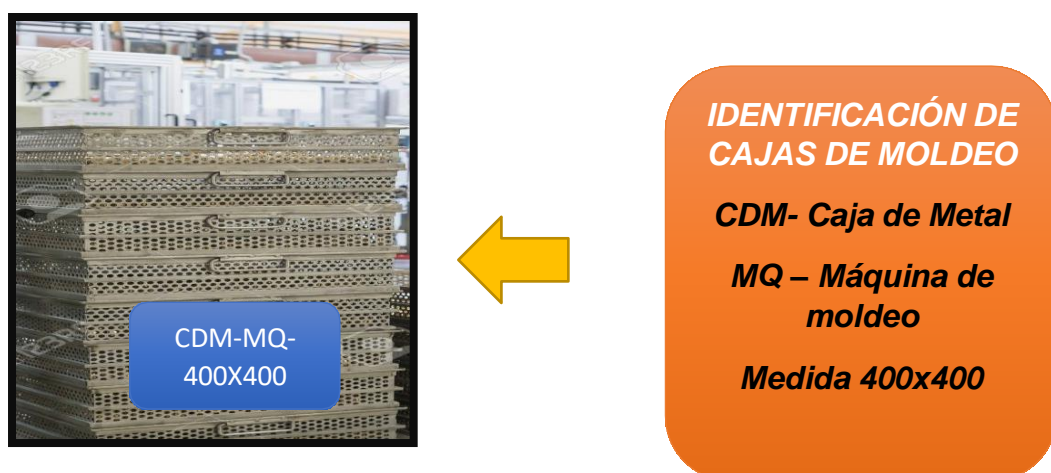 IDENTIFICACIÓN DE
CAJAS DE MOLDEO
CDM- Caja de Metal
MQ – Máquina de
moldeo
Medida 400x400
CDM-MQ-
400X400